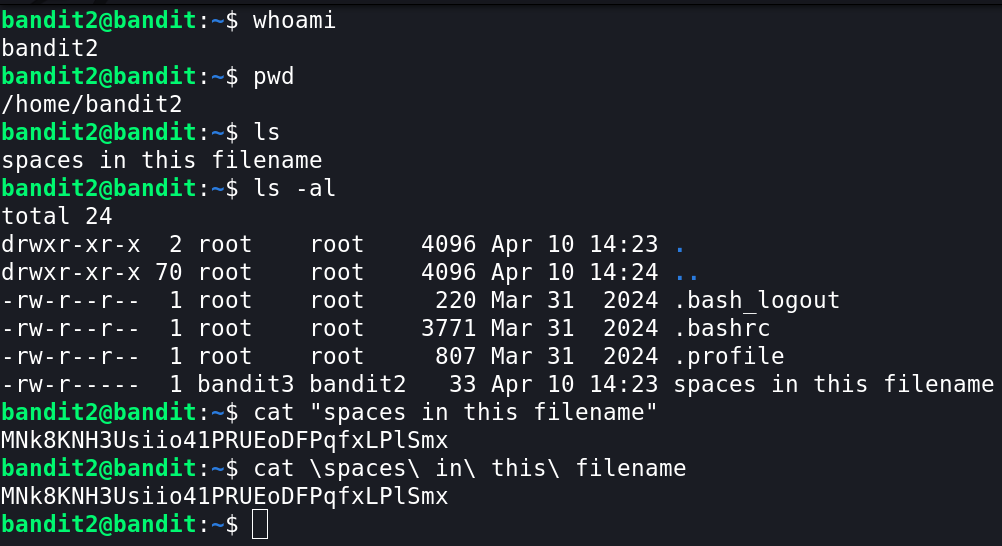 bandit2@bandit:~$ whoami
bandit2
bandit2@bandit:~$ pwd
/home/bandit2
bandit2@bandit:~$ ls
spaces in this filename
bandit2@bandit:~$ ls -al
total 24
drwxr-xr-x  2 root    root    4096 Apr 10 14:23 .
drwxr-xr-x 70 root    root    4096 Apr 10 14:24 ..
-rw-r--r--  1 root    root     220 Mar 31  2024 .bash_logout
-rw-r--r--  1 root    root    3771 Mar 31  2024 .bashrc
-rw-r--r--  1 root    root     807 Mar 31  2024 .profile
-rw-r-----  1 bandit3 bandit2   33 Apr 10 14:23 spaces in this filename
bandit2@bandit:~$ cat "spaces in this filename"
MNk8KNH3Usiio41PRUEoDFPqfxLPlSmx
bandit2@bandit:~$ cat \spaces\ in\ this\ filename
MNk8KNH3Usiio41PRUEoDFPqfxLPlSmx
bandit2@bandit:~$